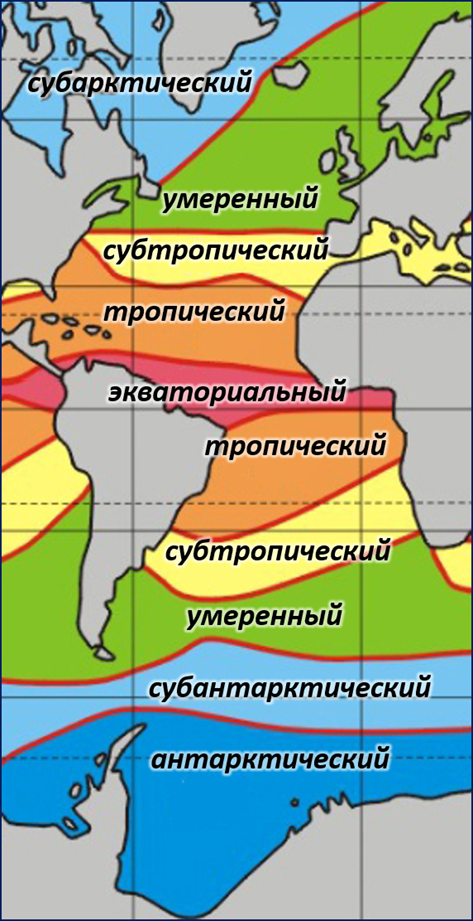 субарктический
умеренный
субтропический
тропический
экваториальный
тропический
субтропический
умеренный
субантарктический
антарктический